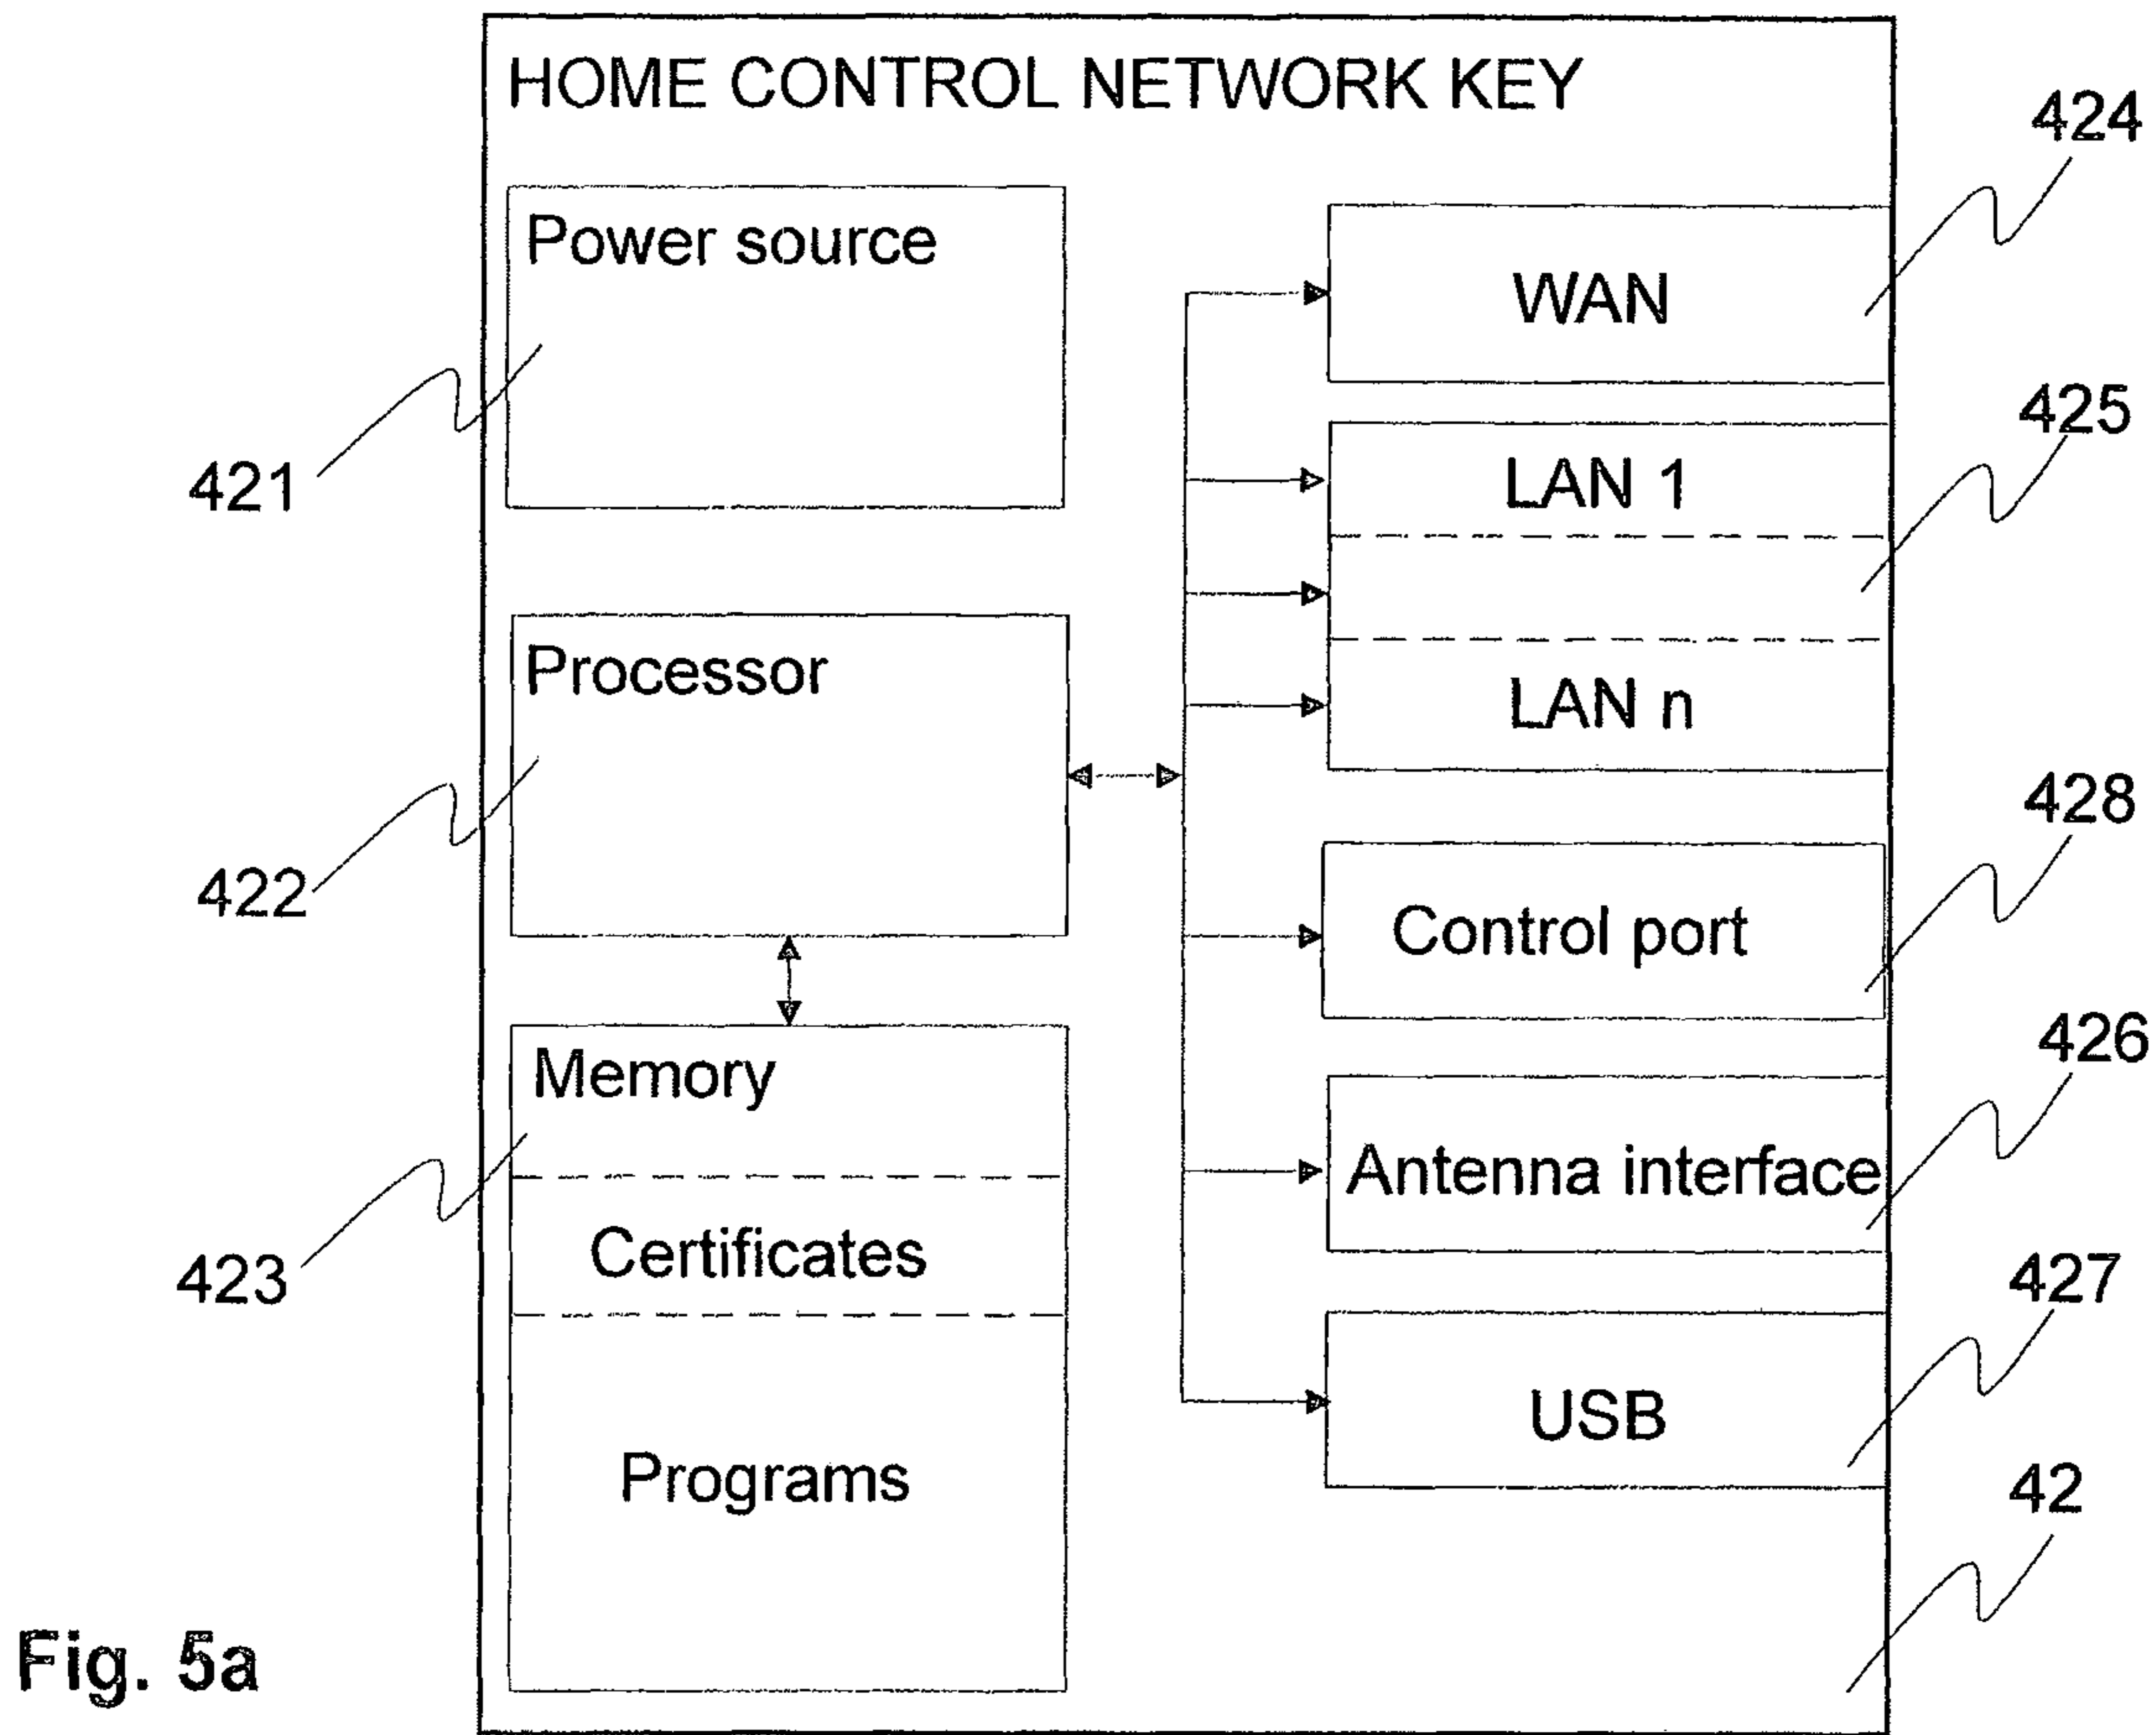 HOME CONTROL NETWORK KEY
424
Power source
WAN
421
425
LAN 1
LAN n
Processor
422
428
Control port
Memory
423
426
Antenna interface
Certificates
427
USB
Programs
42
Fig. 5a